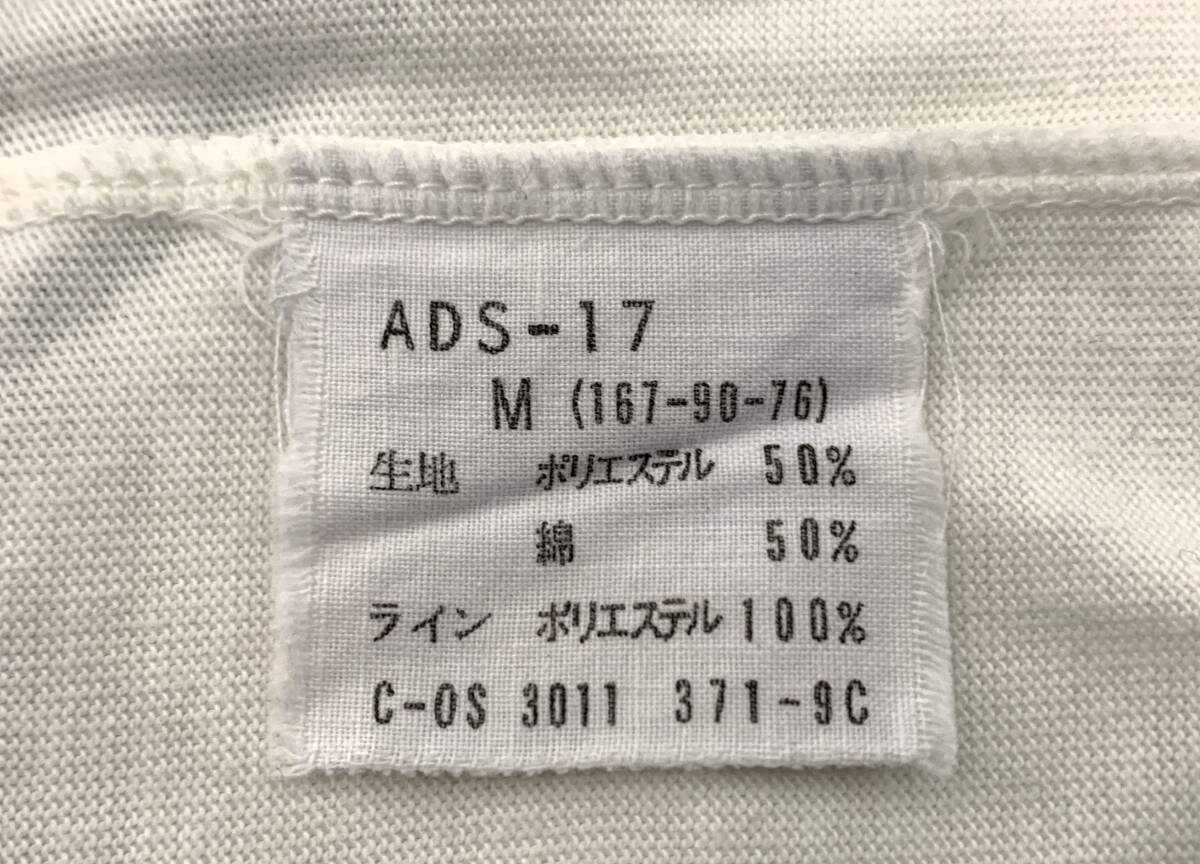 ADS-17
M (167-90-76)
生地 ポリエステル 50%
綿 50%
ライン ポリエステル 100%
C-OS 3011 371-9C